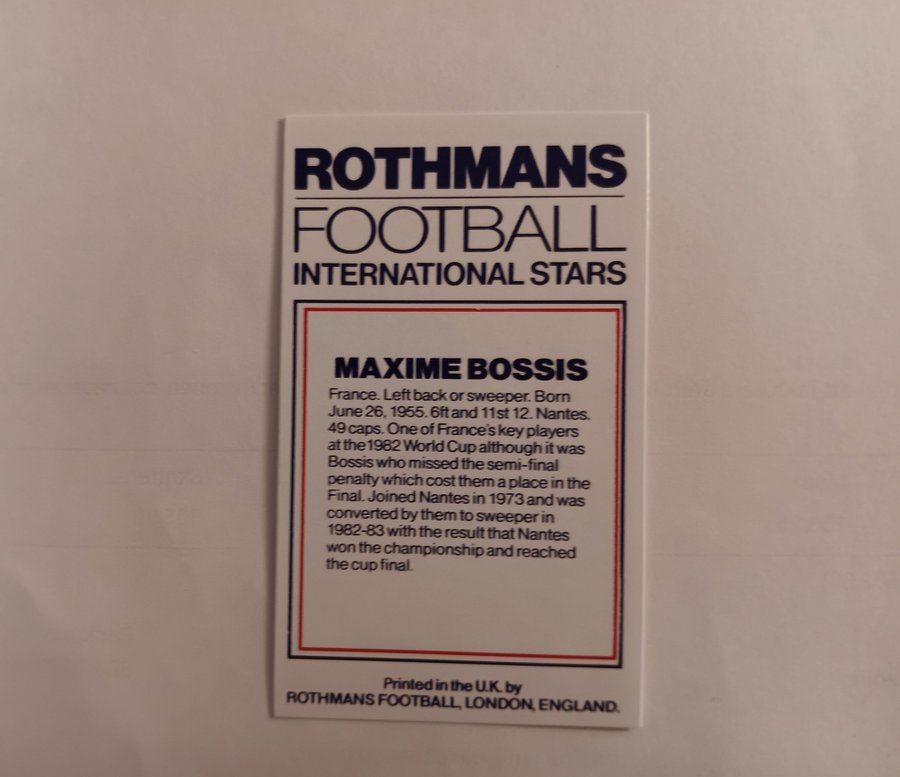 ROTHMANS
FOOTBALL
INTERNATIONAL STARS
MAXIME BOSSIS
France. Left back or sweeper. Born
June 26, 1955. 6ft and 11st 12. Nantes.
49 caps. One of France's key players
at the 1982 World Cup although it was
Bossis who missed the semi-final
penalty which cost them a place in the
Final. Joined Nantes in 1973 and was
converted by them to sweeper in
1982-83 with the result that Nantes
won the championship and reached
the cup final.
Printed in the U.K. by
ROTHMANS FOOTBALL, LONDON, ENGLAND.